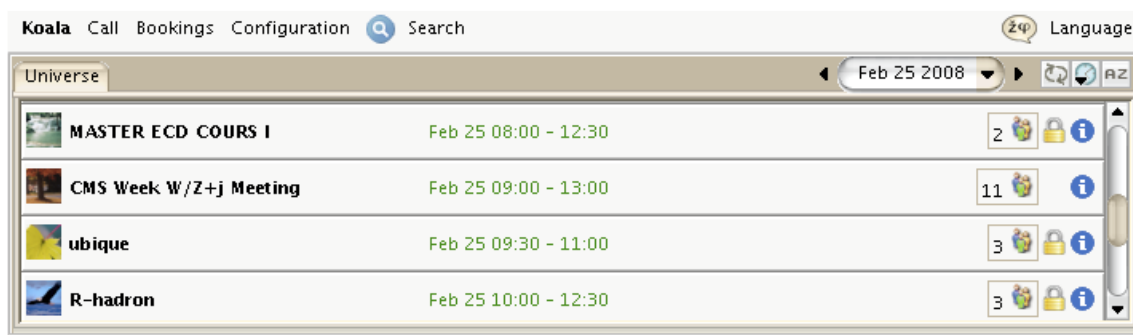 Koala Call Bookings Configuration Search žφ Language
Universe Feb 25 2008 AZ
MASTER ECD COURS I Feb 25 08:00 - 12:30 2
CMS Week W/Z+j Meeting Feb 25 09:00 - 13:00 11
ubique Feb 25 09:30 - 11:00 3
R-hadron Feb 25 10:00 - 12:30 3